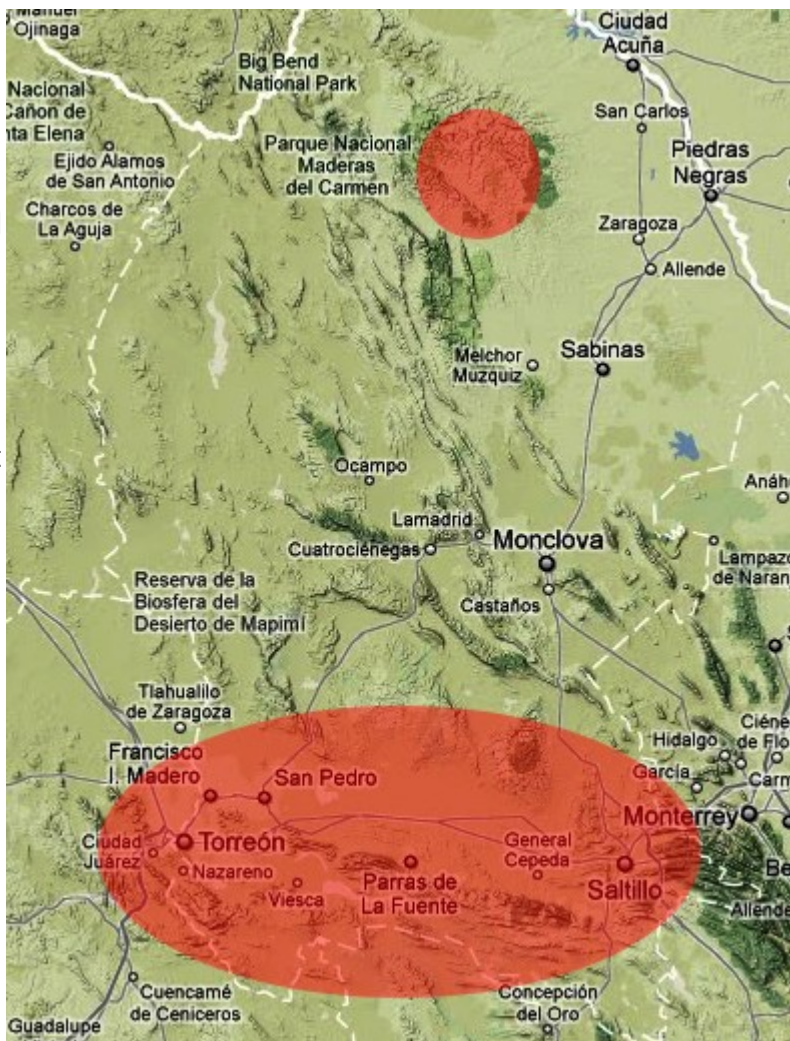 Manuel
Ojinaga
Ciudad
Acuña
Big Bend
National Park
Nacional
Cañon de
nta Elena
San Carlos
Parque Nacional
Maderas
del Carmen
Ejido Alamos
de San Antonio
Piedras
Negras
Charcos de
La Aguja
Zaragoza
Allende
Melchor
Muzquiz
Sabinas
Ocampo
Anáh
Lamadrid
Cuatrociénegas
Monclova
Lampazo
de Naranj
Reserva de la
Biosfera del
Desierto de Mapimí
Castaños
Tlahualilo
de Zaragoza
Ciéne
de Flo
Hidalgo
Francisco
I. Madero
San Pedro
García
Carm
Monterrey
Torreón
Ciudad
Juárez
General
Cepeda
Nazareno
Viesca
Parras de
La Fuente
Saltillo
Be
Allende
Cuencamé
de Ceniceros
Concepción
del Oro
Guadalupe